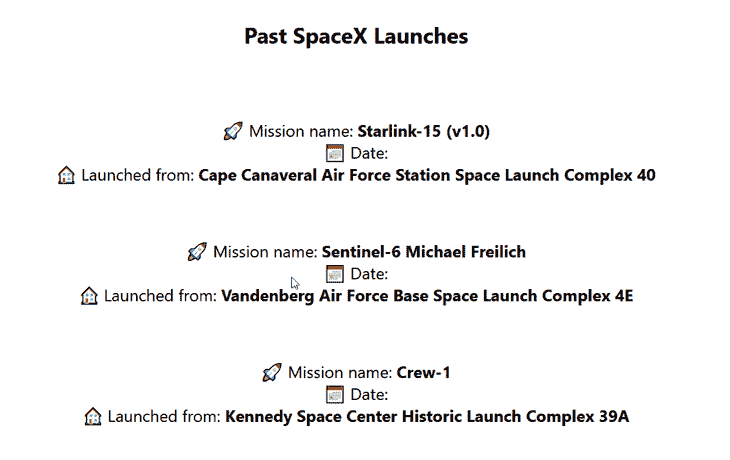 Past SpaceX Launches
🚀 Mission name: Starlink-15 (v1.0)
📅 Date:
🏠 Launched from: Cape Canaveral Air Force Station Space Launch Complex 40
🚀 Mission name: Sentinel-6 Michael Freilich
📅 Date:
🏠 Launched from: Vandenberg Air Force Base Space Launch Complex 4E
🚀 Mission name: Crew-1
📅 Date:
🏠 Launched from: Kennedy Space Center Historic Launch Complex 39A